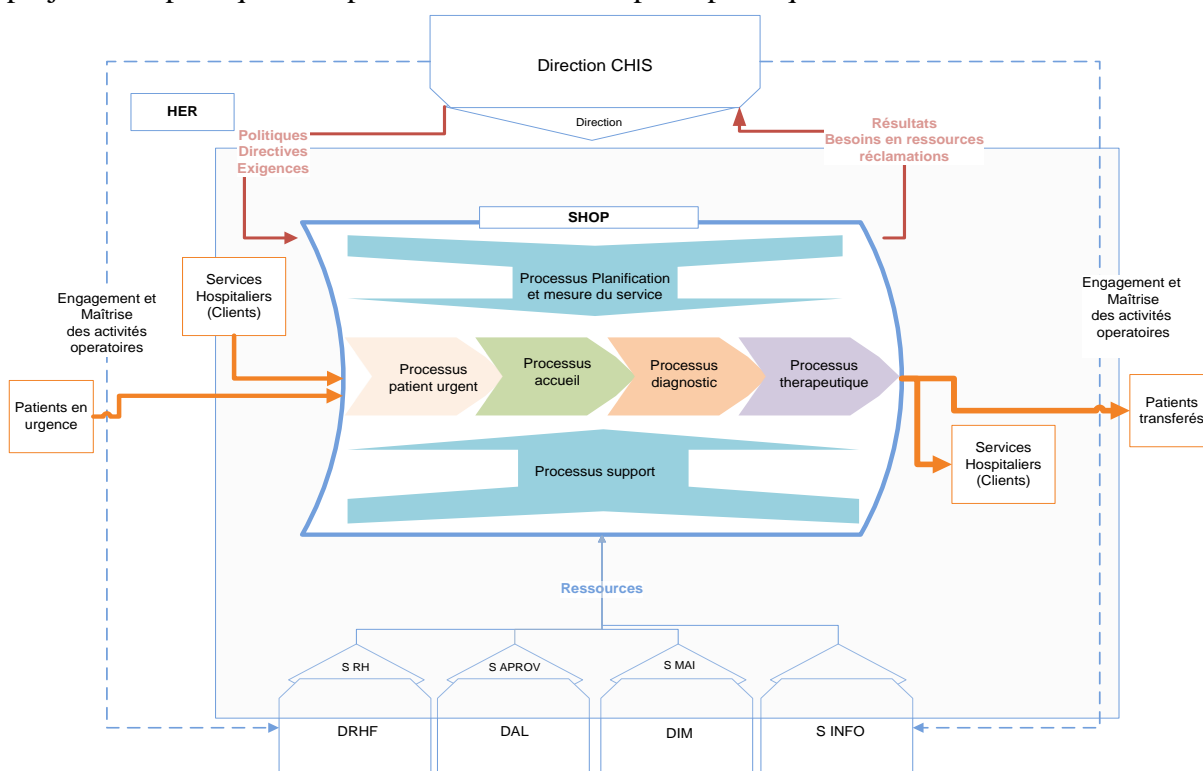 Direction CHIS
HER
Direction
Politiques
Directives
Exigences
Résultats
Besoins en ressources
réclamations
SHOP
Services
Hospitaliers
(Clients)
Processus Planification
et mesure du service
Engagement et
Maîtrise
des activités
operatoires
Engagement et
Maîtrise
des activités
operatoires
Processus
patient urgent
Processus
accueil
Processus
diagnostic
Processus
therapeutique
Patients en
urgence
Patients
transferés
Services
Hospitaliers
(Clients)
Processus support
Ressources
S RH
S APROV
S MAI
DRHF
DAL
DIM
S INFO